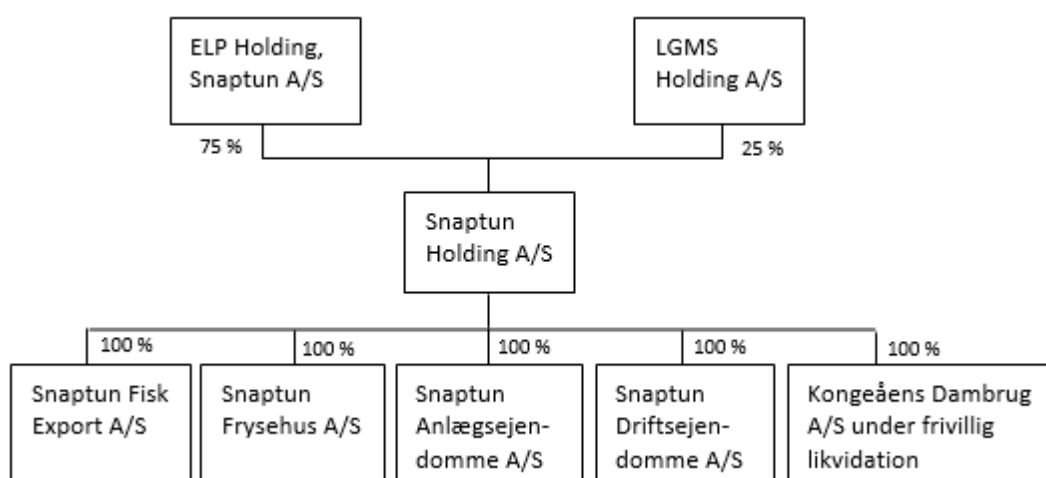 ELP Holding,
Snaptun A/S
LGMS
Holding A/S
75 %
25 %
Snaptun
Holding A/S
100 %
100 %
100 %
100 %
100 %
Snaptun Fisk
Export A/S
Snaptun
Frysehus A/S
Snaptun
Anlægsejen-
domme A/S
Snaptun
Driftsejen-
domme A/S
Kongeåens Dambrug
A/S under frivillig
likvidation